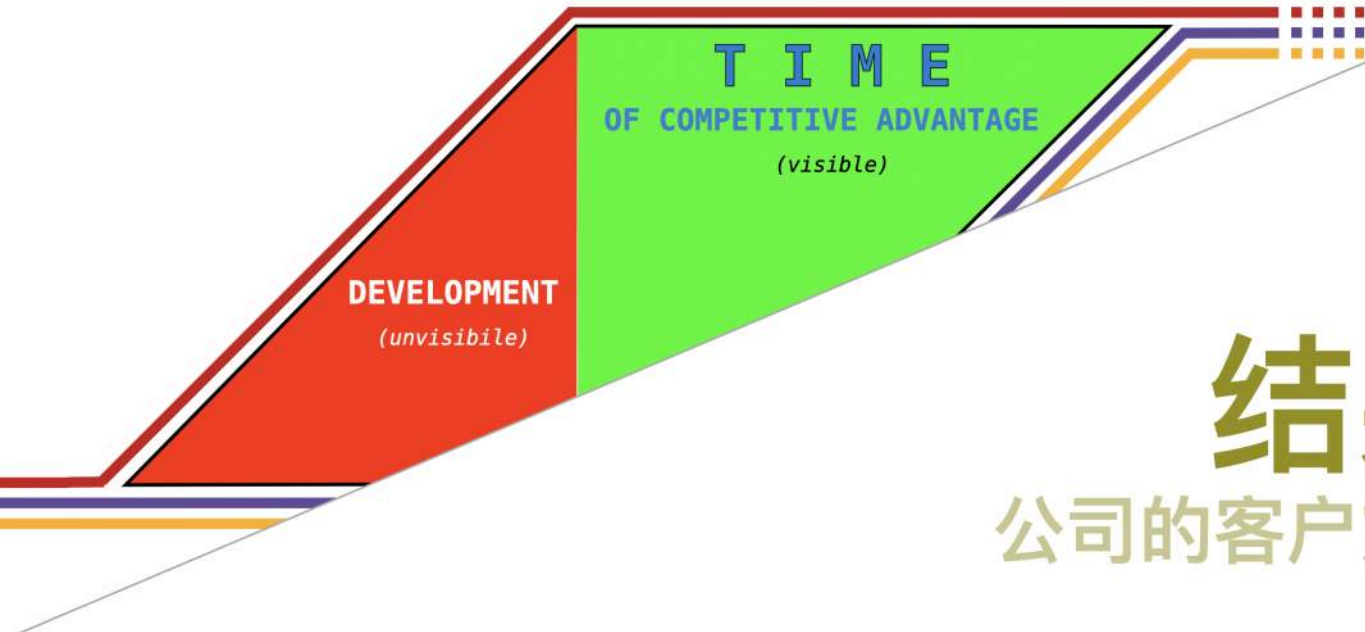 T I M E
OF COMPETITIVE ADVANTAGE
(visible)
DEVELOPMENT
(unvisibile)
结
公司的客户